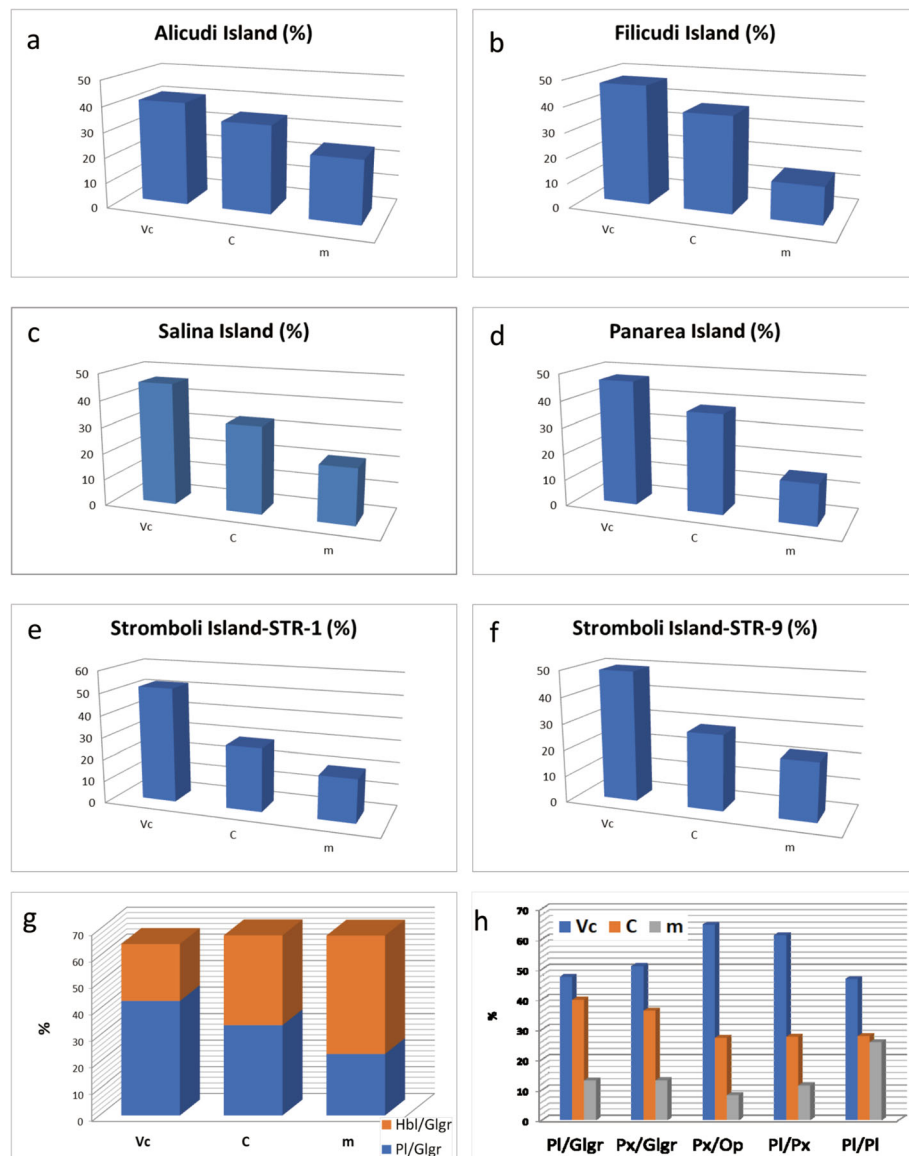 a
Alicudi Island (%)
50
40
30
20
10
0
Vc
C
m
b
Filicudi Island (%)
50
40
30
20
10
0
Vc
C
m
c
Salina Island (%)
50
40
30
20
10
0
Vc
C
m
d
Panarea Island (%)
50
40
30
20
10
0
Vc
C
m
e
Stromboli Island-STR-1 (%)
60
50
40
30
20
10
0
Vc
C
m
f
Stromboli Island-STR-9 (%)
50
40
30
20
10
0
Vc
C
m
g
70
60
50
40
30
20
10
0
%
Vc C m
Hbl/Glgr
Pl/Glgr
h
Vc C m
70
60
50
40
30
20
10
0
%
Pl/Glgr Px/Glgr Px/Op Pl/Px Pl/Pl